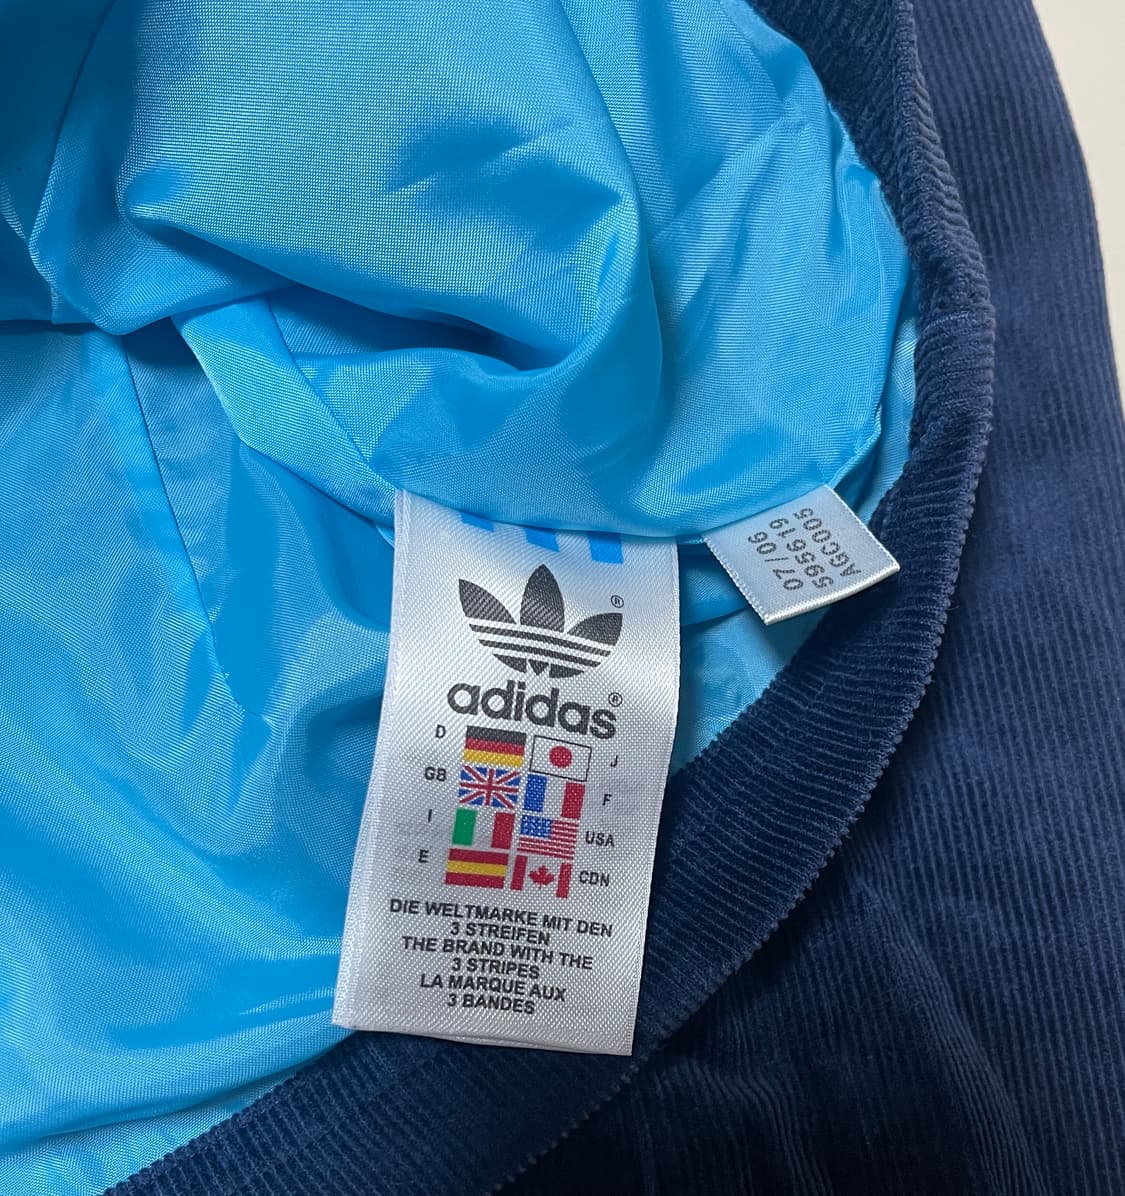 ®
adidas®
D
J
GB
F
I
USA
E
CDN
DIE WELTMARKE MIT DEN
3 STREIFEN
THE BRAND WITH THE
3 STRIPES
LA MARQUE AUX
3 BANDES
07/06
595619
AGC005